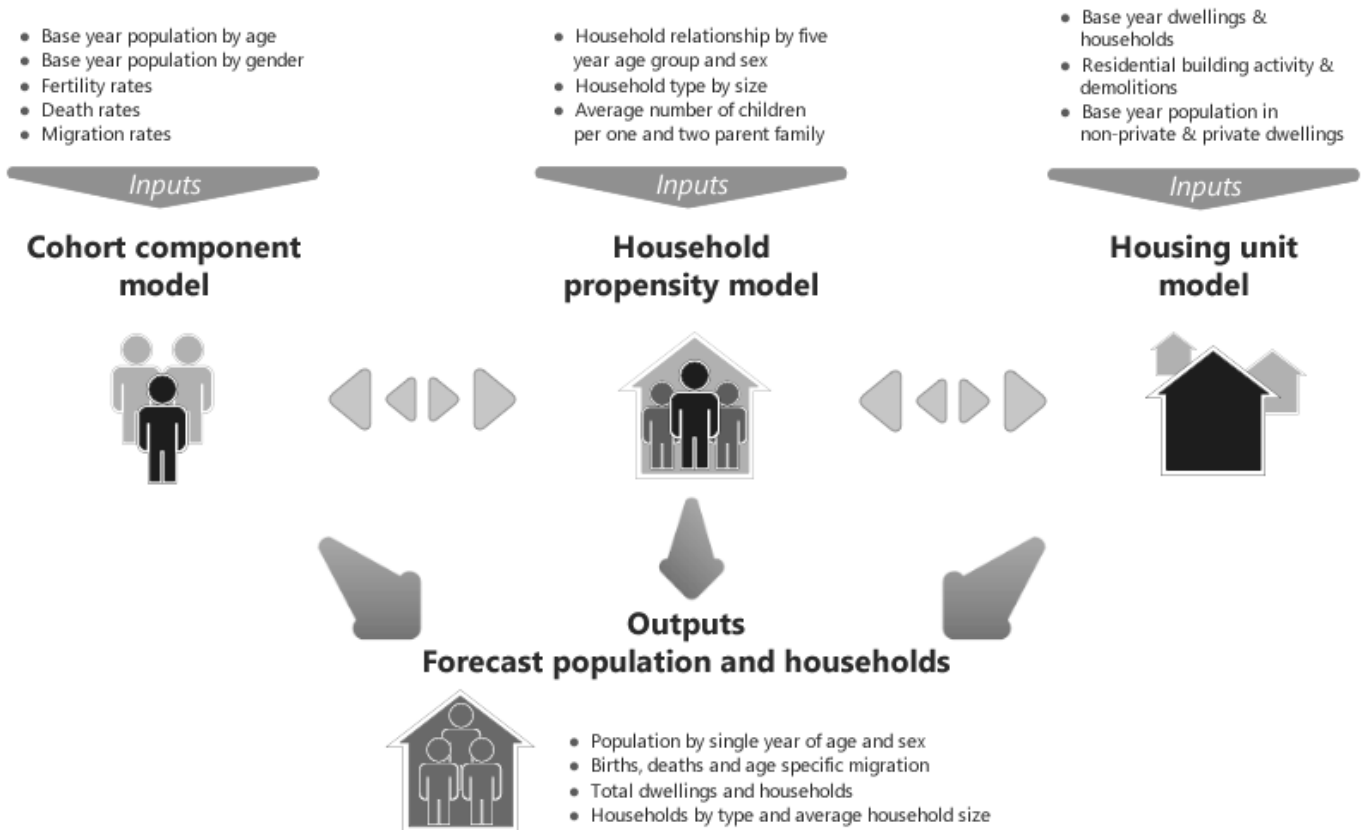 • Base year population by age
• Base year population by gender
• Fertility rates
• Death rates
• Migration rates
Inputs
Cohort component
model
• Household relationship by five
year age group and sex
• Household type by size
• Average number of children
per one and two parent family
Inputs
Household
propensity model
• Base year dwellings &
households
• Residential building activity &
demolitions
• Base year population in
non-private & private dwellings
Inputs
Housing unit
model
Outputs
Forecast population and households
• Population by single year of age and sex
• Births, deaths and age specific migration
• Total dwellings and households
• Households by type and average household size